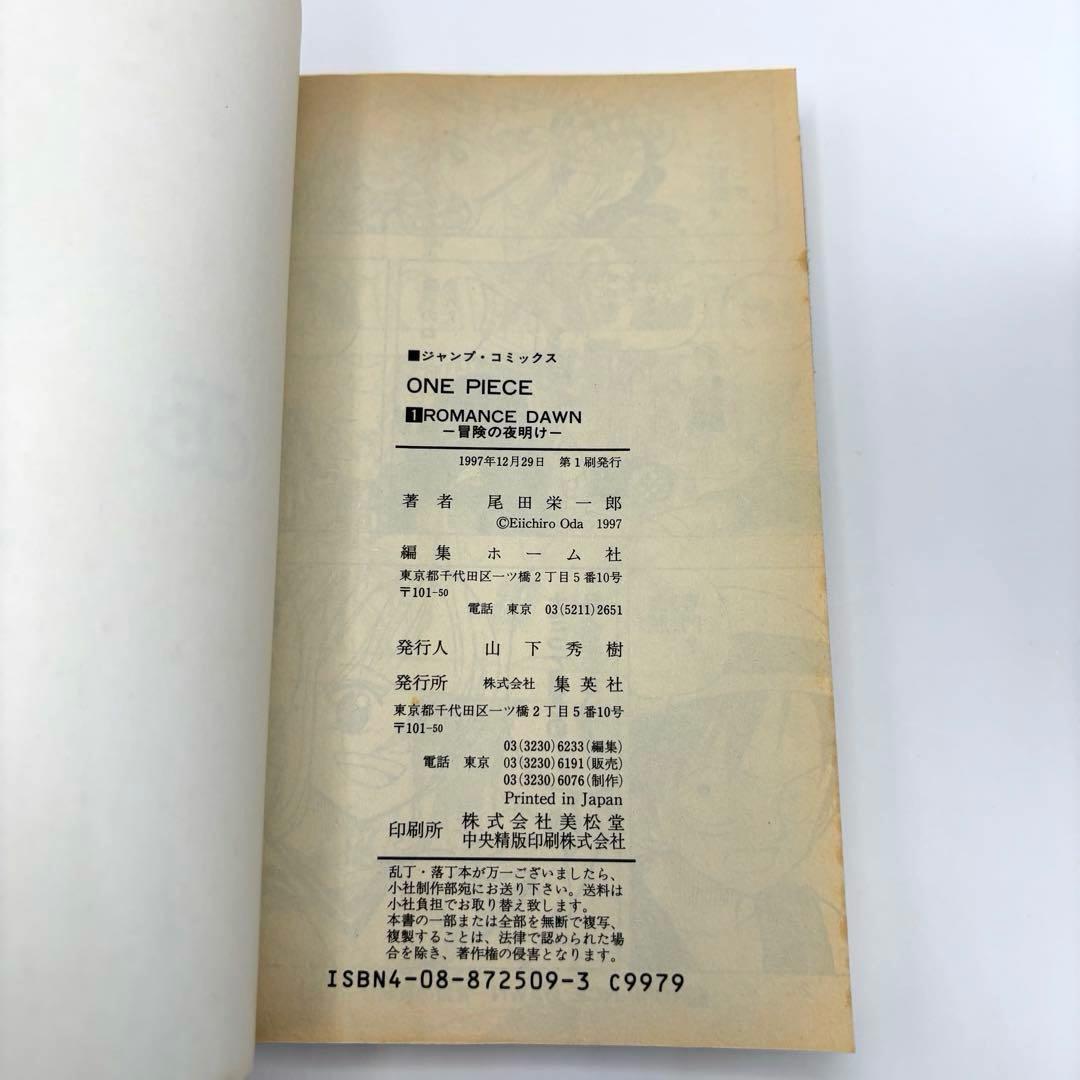 ■ジャンプ・コミックス
ONE PIECE
1 ROMANCE DAWN
―冒険の夜明け―
1997年12月29日 第1刷発行
著者 尾田栄一郎
©Eiichiro Oda 1997
編集 ホーム社
東京都千代田区一ツ橋2丁目5番10号
〒101-50
電話 東京 03(5211)2651
発行人 山下秀樹
発行所 株式会社 集英社
東京都千代田区一ツ橋2丁目5番10号
〒101-50
03(3230)6233(編集)
電話 東京 03(3230)6191(販売)
03(3230)6076(制作)
Printed in Japan
印刷所 株式会社美松堂
中央精版印刷株式会社
乱丁・落丁本が万一ございましたら、
小社制作部宛にお送り下さい。送料は
小社負担でお取り替え致します。
本書の一部または全部を無断で複写、
複製することは、法律で認められた場
合を除き、著作権の侵害となります。
ISBN4-08-872509-3 C9979